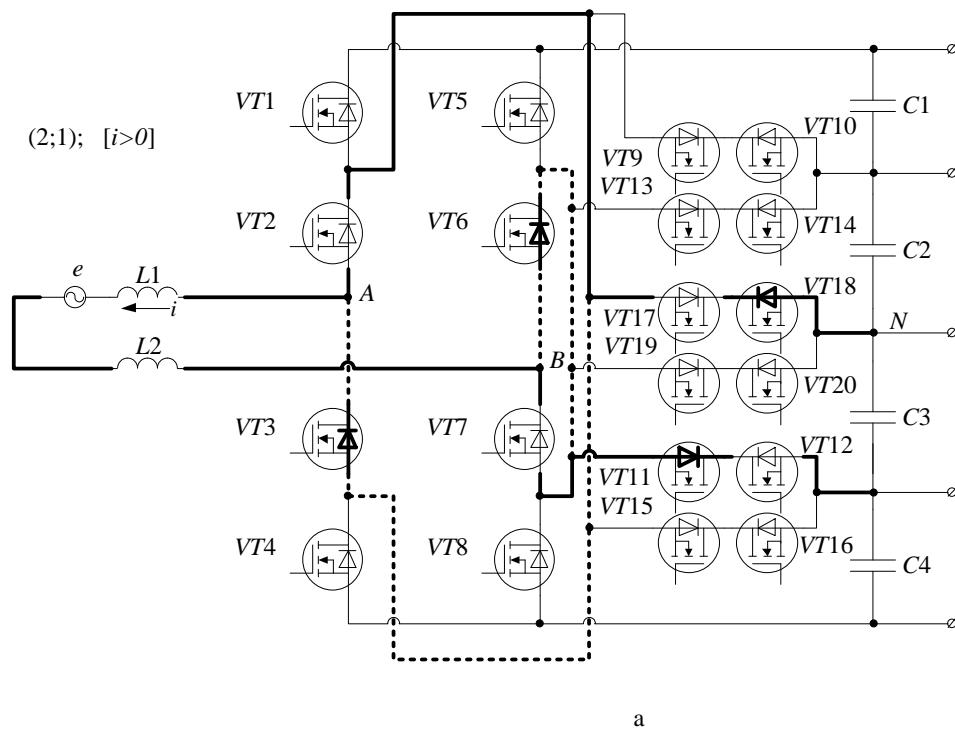 VT1
VT5
C1
(2;1); [i>0]
VT10
VT9
VT13
VT2
VT6
VT14
C2
e
L1
A
i
VT18
VT17
N
VT19
L2
B
VT20
VT3
VT7
C3
VT12
VT11
VT15
VT4
VT8
VT16
C4
a